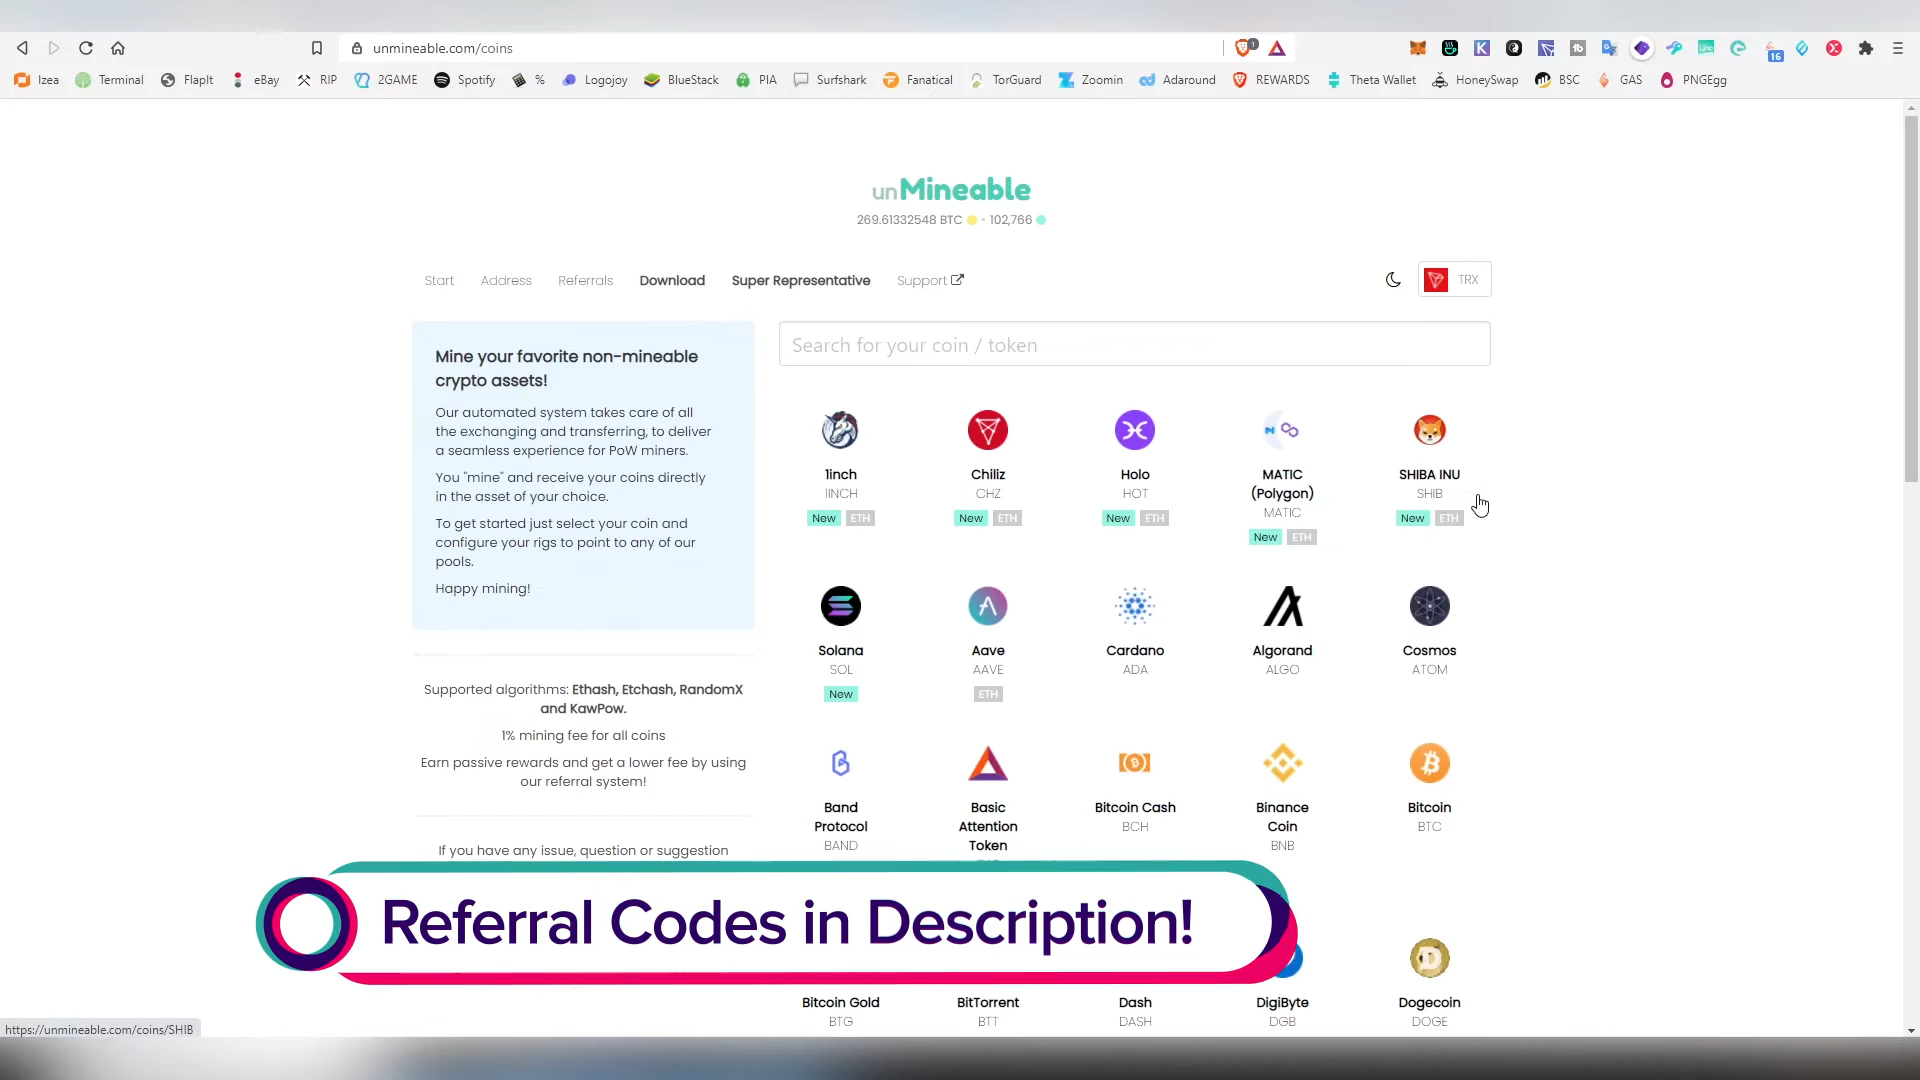 unmineable.com/coins
1
16
Izea Terminal FlapIt eBay RIP 2GAME Spotify % Logojoy BlueStack PIA Surfshark Fanatical TorGuard Zoomin Adaround REWARDS Theta Wallet HoneySwap BSC GAS PNGEgg
unMineable
269.61332548 BTC • 102,766
Start Address Referrals Download Super Representative Support
TRX
Mine your favorite non-mineable
crypto assets!
Our automated system takes care of all
the exchanging and transferring, to deliver
a seamless experience for PoW miners.
You "mine" and receive your coins directly
in the asset of your choice.
To get started just select your coin and
configure your rigs to point to any of our
pools.
Happy mining!
Supported algorithms: Ethash, Etchash, RandomX
and KawPow.
1% mining fee for all coins
Earn passive rewards and get a lower fee by using
our referral system!
If you have any issue, question or suggestion
Search for your coin / token
1inch
1INCH
New ETH
Chiliz
CHZ
New ETH
Holo
HOT
New ETH
MATIC
(Polygon)
MATIC
New ETH
SHIBA INU
SHIB
New ETH
Solana
SOL
New
Aave
AAVE
ETH
Cardano
ADA
Algorand
ALGO
Cosmos
ATOM
Band
Protocol
BAND
Basic
Attention
Token
Bitcoin Cash
BCH
Binance
Coin
BNB
Bitcoin
BTC
Referral Codes in Description!
Bitcoin Gold
BTG
BitTorrent
BTT
Dash
DASH
DigiByte
DGB
Dogecoin
DOGE
https://unmineable.com/coins/SHIB